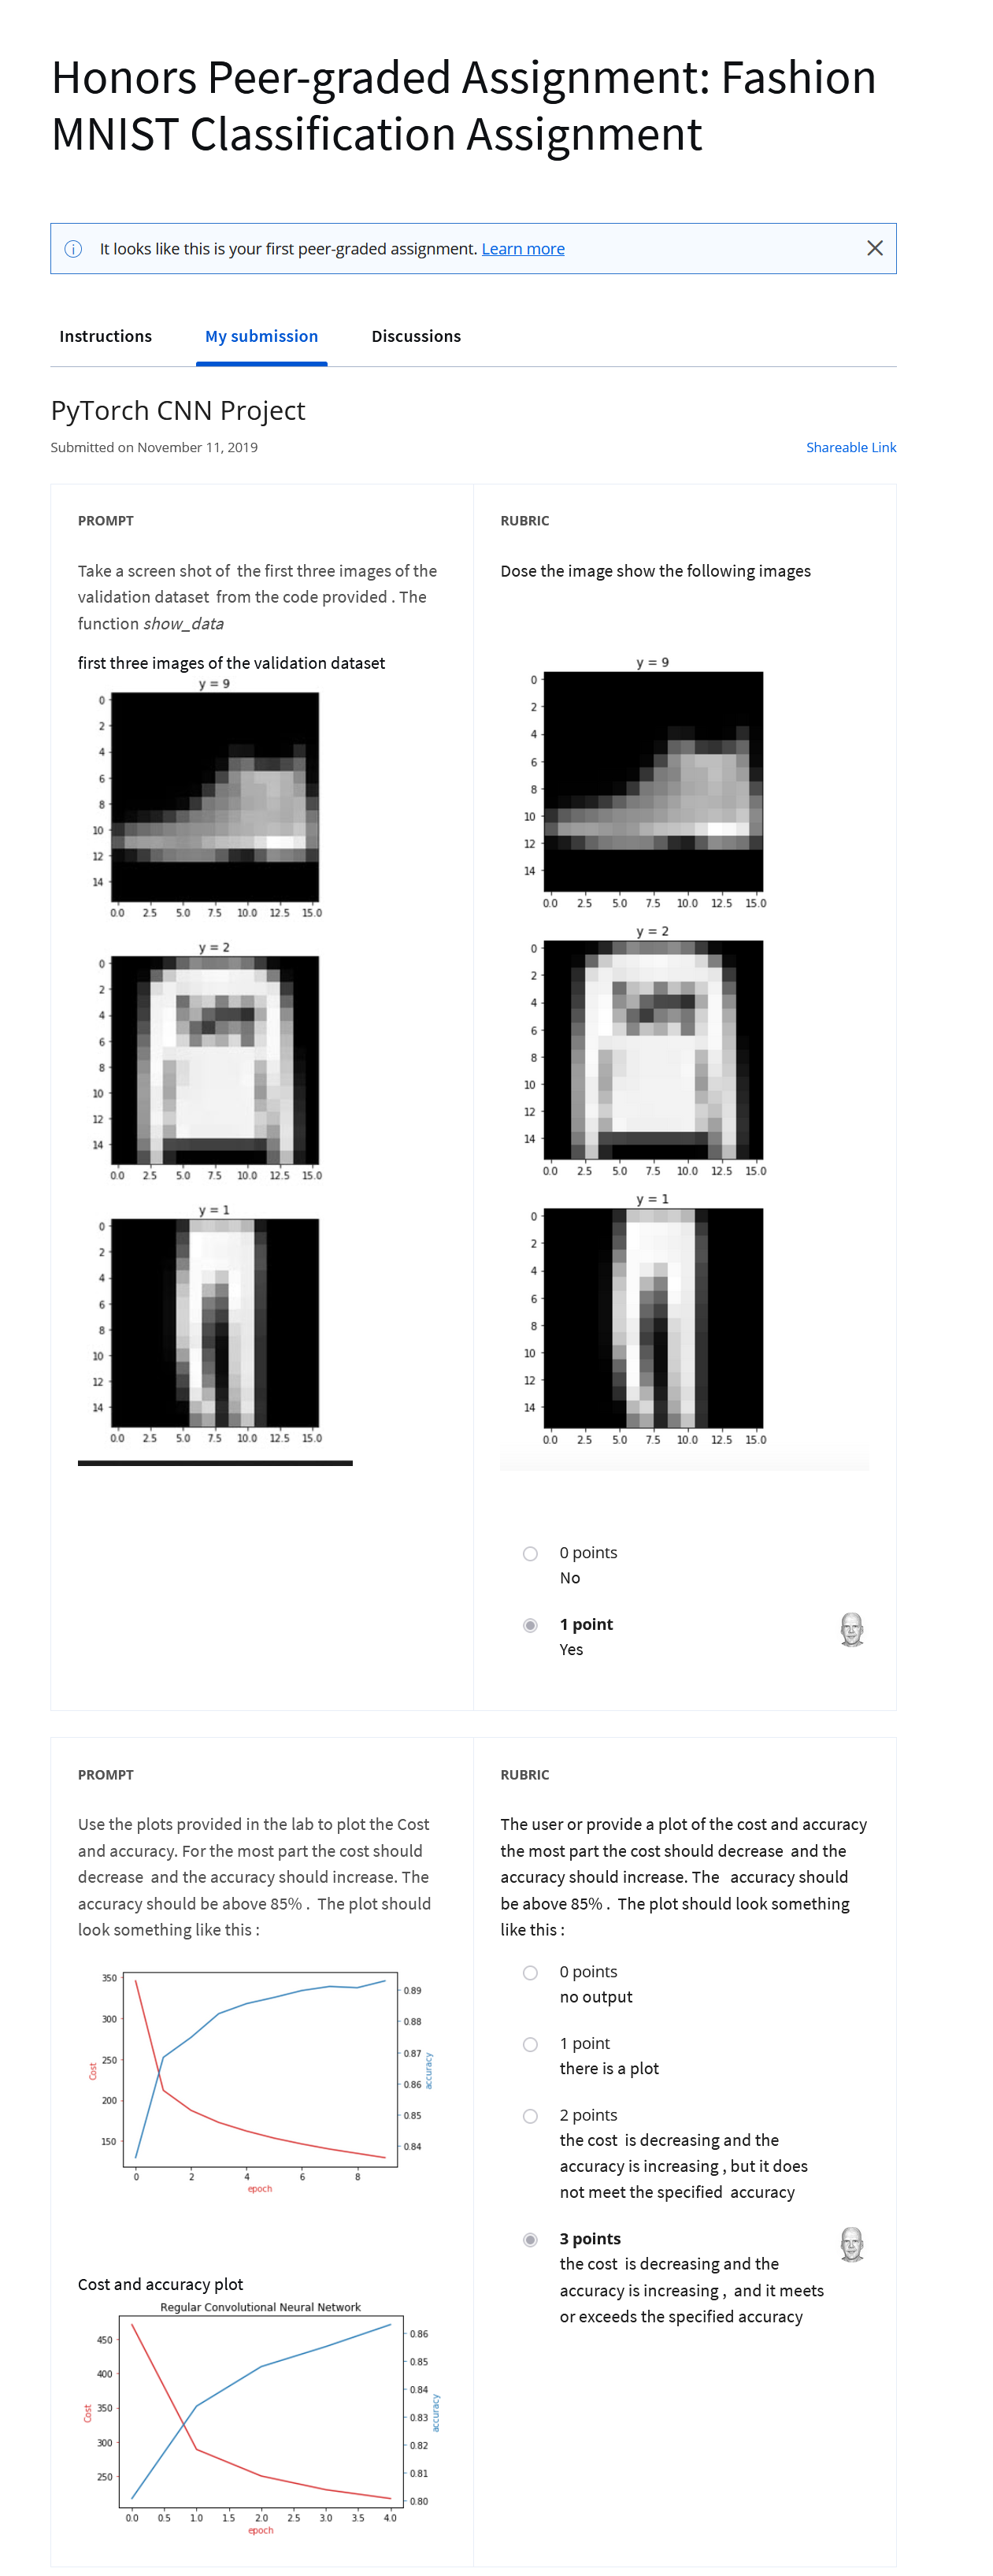 Honors Peer-graded Assignment: Fashion
MNIST Classification Assignment
It looks like this is your first peer-graded assignment. Learn more
Instructions
My submission
Discussions
PyTorch CNN Project
Submitted on November 11, 2019
Shareable Link
PROMPT
Take a screen shot of  the first three images of the
validation dataset  from the code provided . The
function show_data
first three images of the validation dataset
y = 9
0
2
4
6
8
10
12
14
0.0 2.5 5.0 7.5 10.0 12.5 15.0
y = 2
0
2
4
6
8
10
12
14
0.0 2.5 5.0 7.5 10.0 12.5 15.0
y = 1
0
2
4
6
8
10
12
14
0.0 2.5 5.0 7.5 10.0 12.5 15.0
RUBRIC
Dose the image show the following images
y = 9
0
2
4
6
8
10
12
14
0.0 2.5 5.0 7.5 10.0 12.5 15.0
y = 2
0
2
4
6
8
10
12
14
0.0 2.5 5.0 7.5 10.0 12.5 15.0
y = 1
0
2
4
6
8
10
12
14
0.0 2.5 5.0 7.5 10.0 12.5 15.0
0 points
No
1 point
Yes
PROMPT
Use the plots provided in the lab to plot the Cost
and accuracy. For the most part the cost should
decrease  and the accuracy should increase. The
accuracy should be above 85% .  The plot should
look something like this :
350
300
250
200
150
Cost
0.89
0.88
0.87
0.86
0.85
0.84
accuracy
0 2 4 6 8
epoch
Cost and accuracy plot
Regular Convolutional Neural Network
450
400
350
300
250
Cost
0.86
0.85
0.84
0.83
0.82
0.81
0.80
accuracy
0.0 0.5 1.0 1.5 2.0 2.5 3.0 3.5 4.0
epoch
RUBRIC
The user or provide a plot of the cost and accuracy
the most part the cost should decrease  and the
accuracy should increase. The   accuracy should
be above 85% .  The plot should look something
like this :
0 points
no output
1 point
there is a plot
2 points
the cost  is decreasing and the
accuracy is increasing , but it does
not meet the specified  accuracy
3 points
the cost  is decreasing and the
accuracy is increasing ,  and it meets
or exceeds the specified accuracy